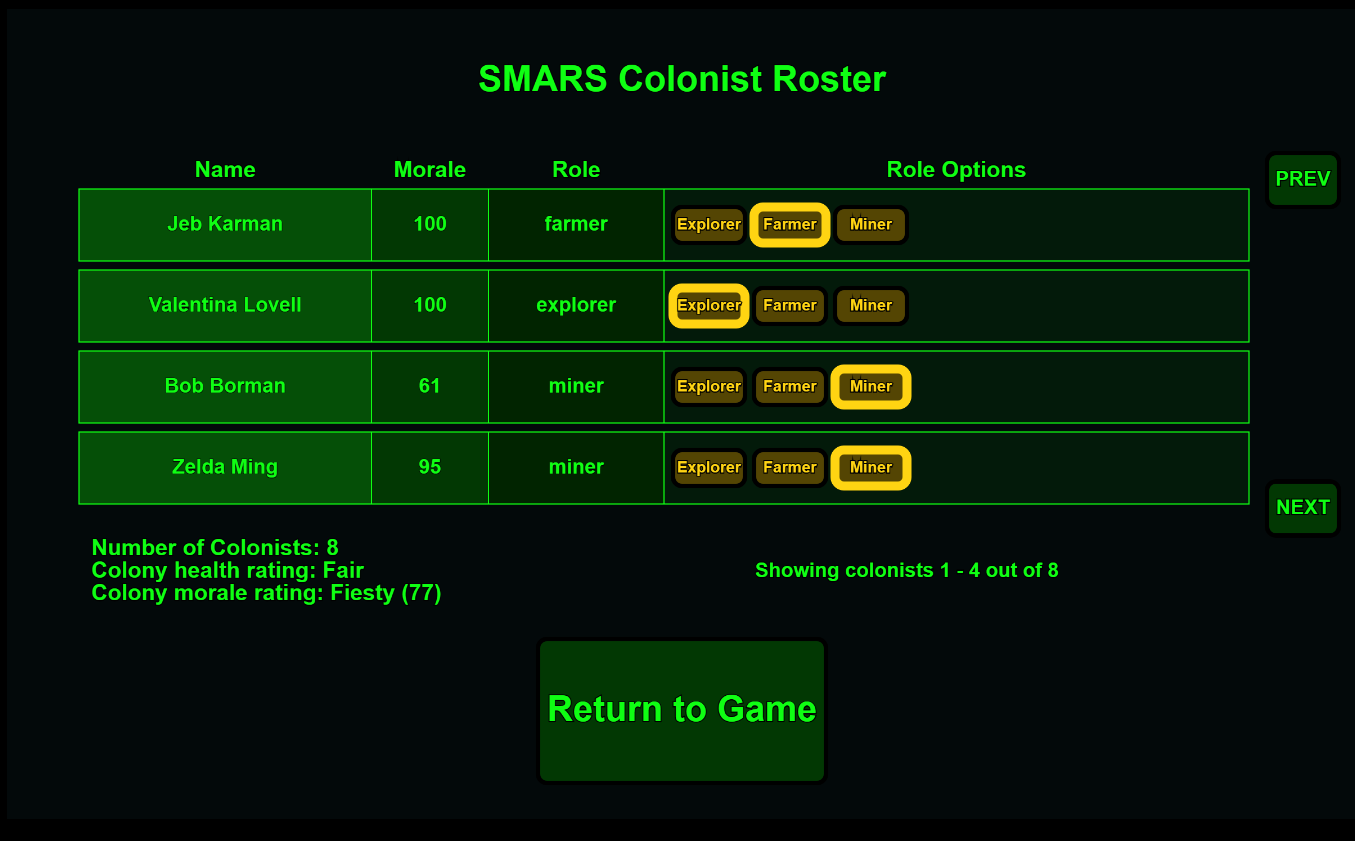 SMARS Colonist Roster
Name Morale Role Role Options
PREV
Jeb Karman 100 farmer Explorer Farmer Miner
Valentina Lovell 100 explorer Explorer Farmer Miner
Bob Borman 61 miner Explorer Farmer Miner
Zelda Ming 95 miner Explorer Farmer Miner
NEXT
Number of Colonists: 8
Colony health rating: Fair
Showing colonists 1 - 4 out of 8
Colony morale rating: Fiesty (77)
Return to Game